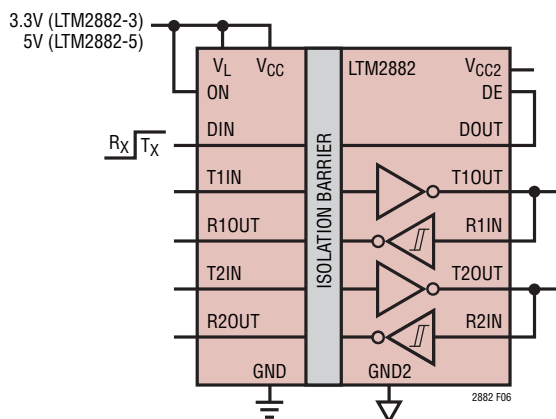 3.3V (LTM2882-3)
5V (LTM2882-5)
VL VCC LTM2882 VCC2
ON DE
DIN DOUT
RX TX
ISOLATION BARRIER
T1IN T1OUT
R1OUT R1IN
T2IN T2OUT
R2OUT R2IN
GND GND2
2882 F06